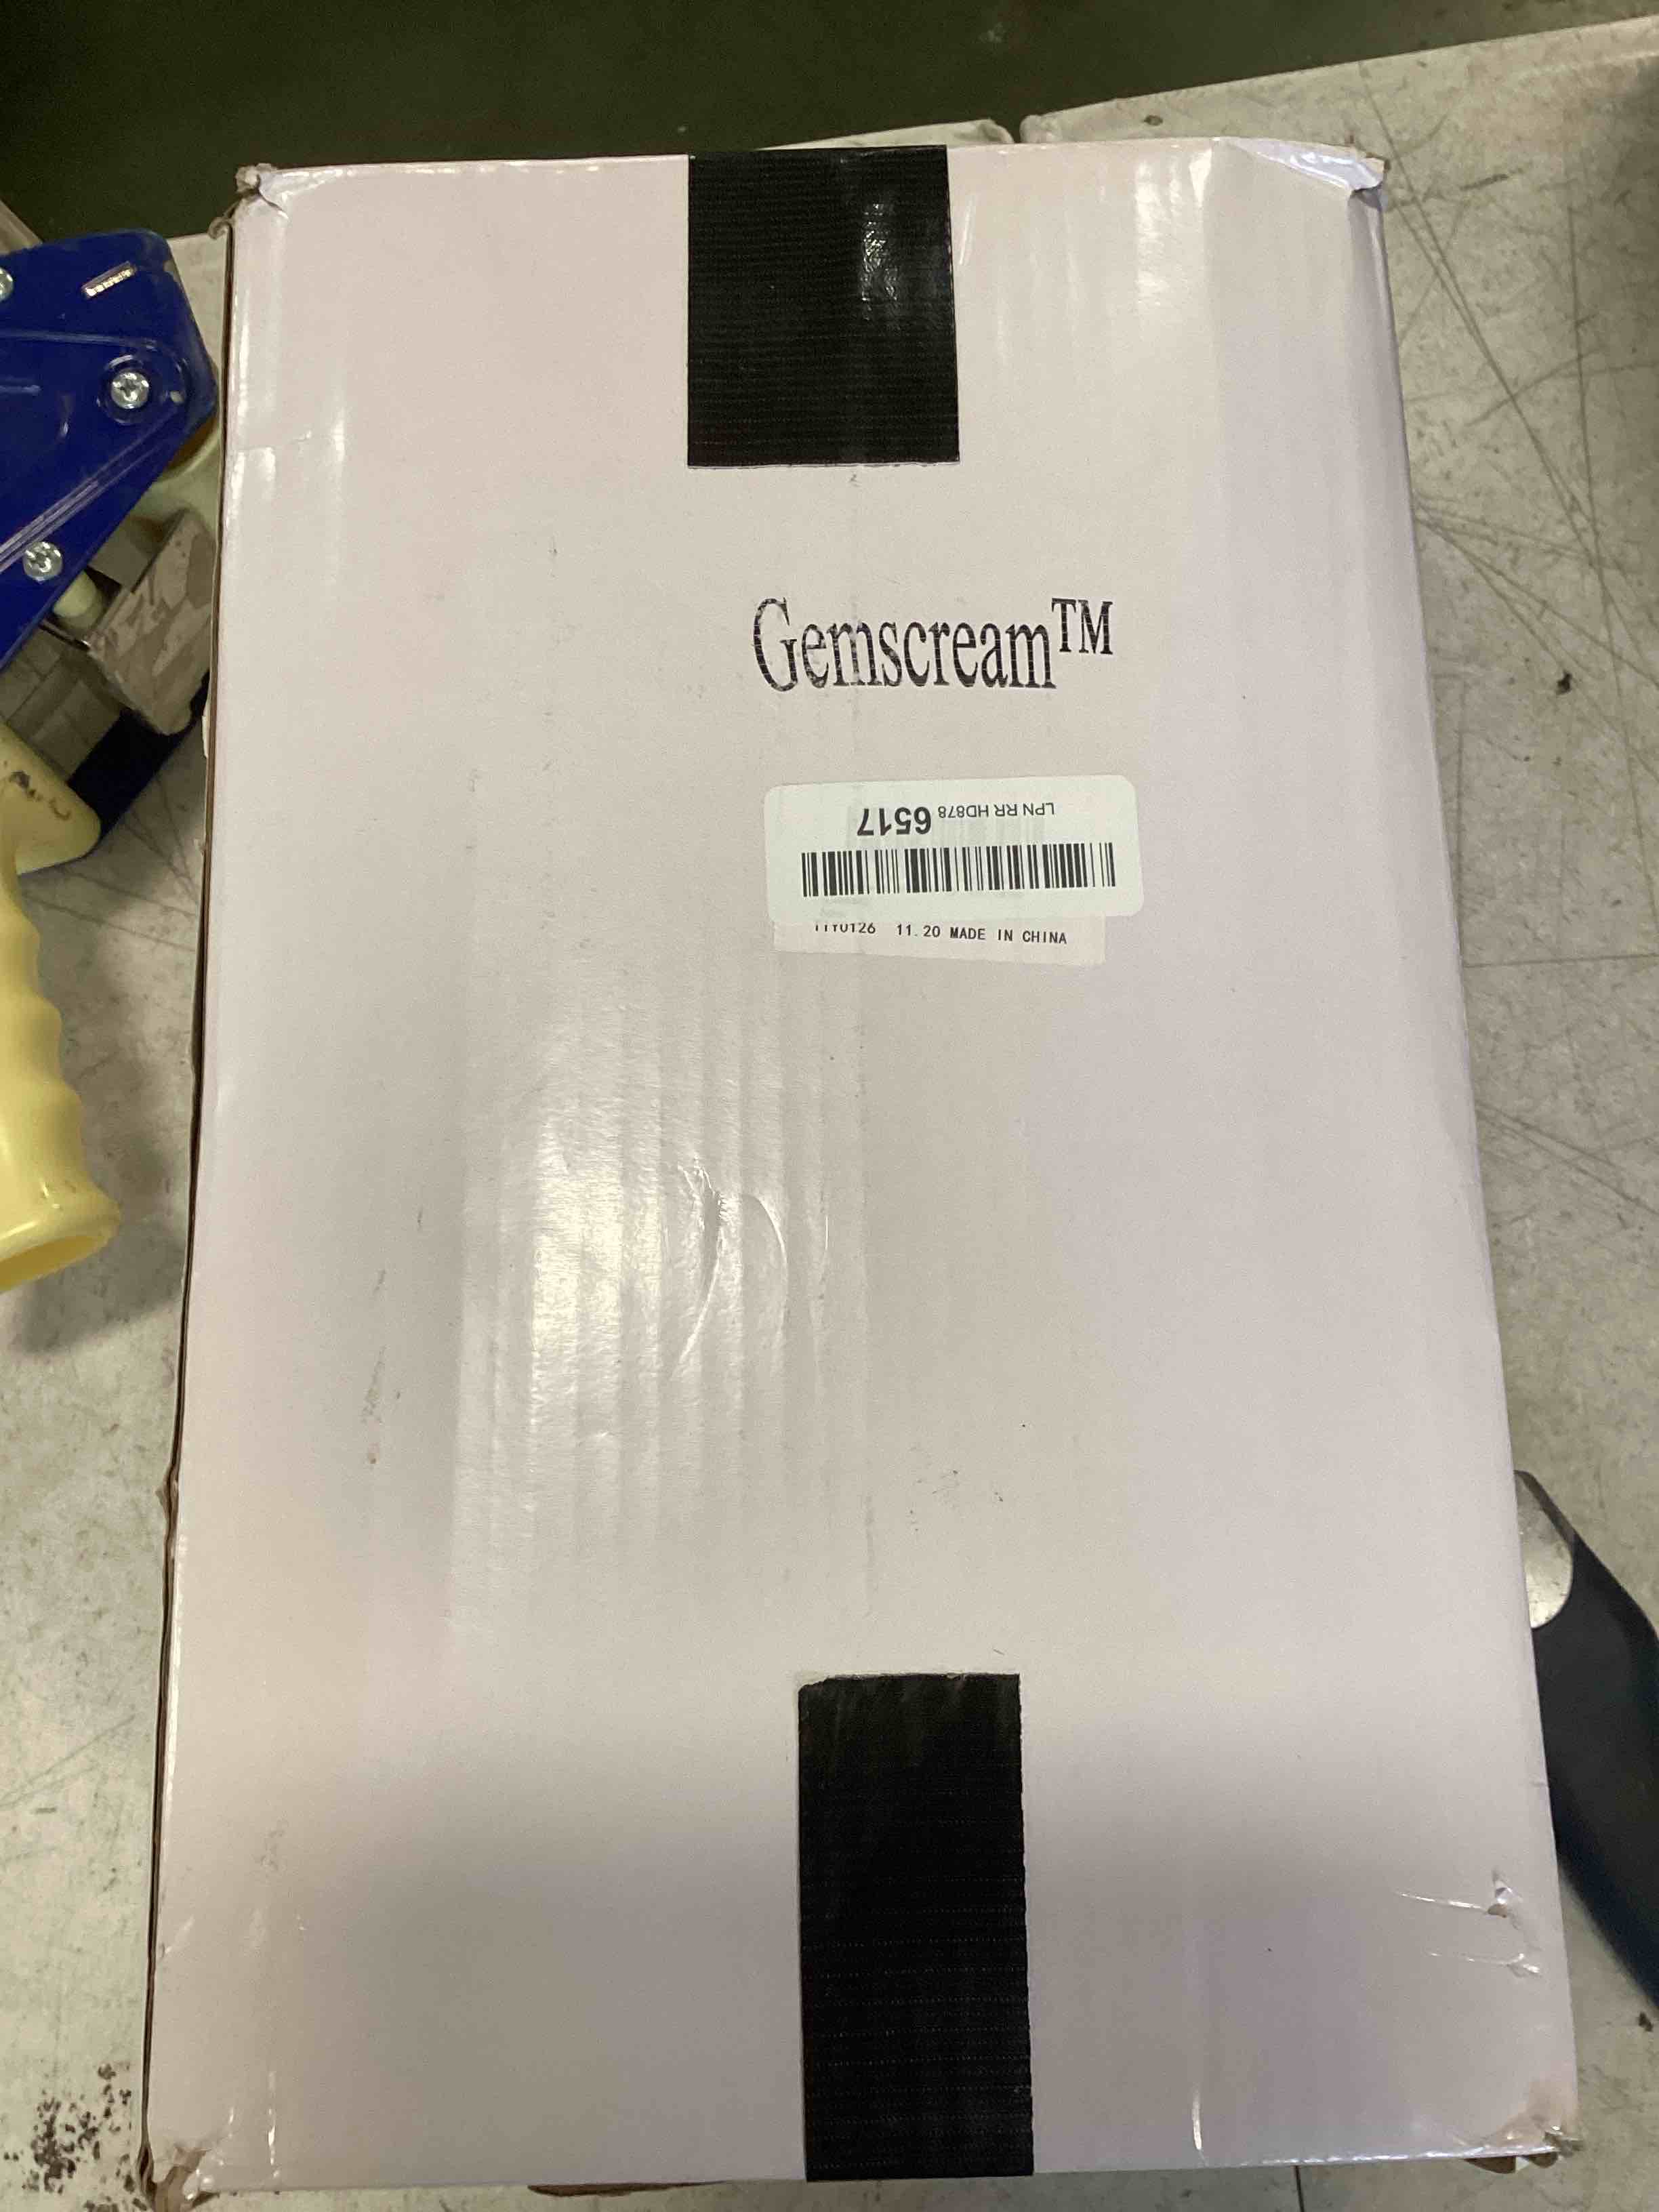 Gemscream™
LPN RR HD878 6517
11.20 MADE IN CHINA